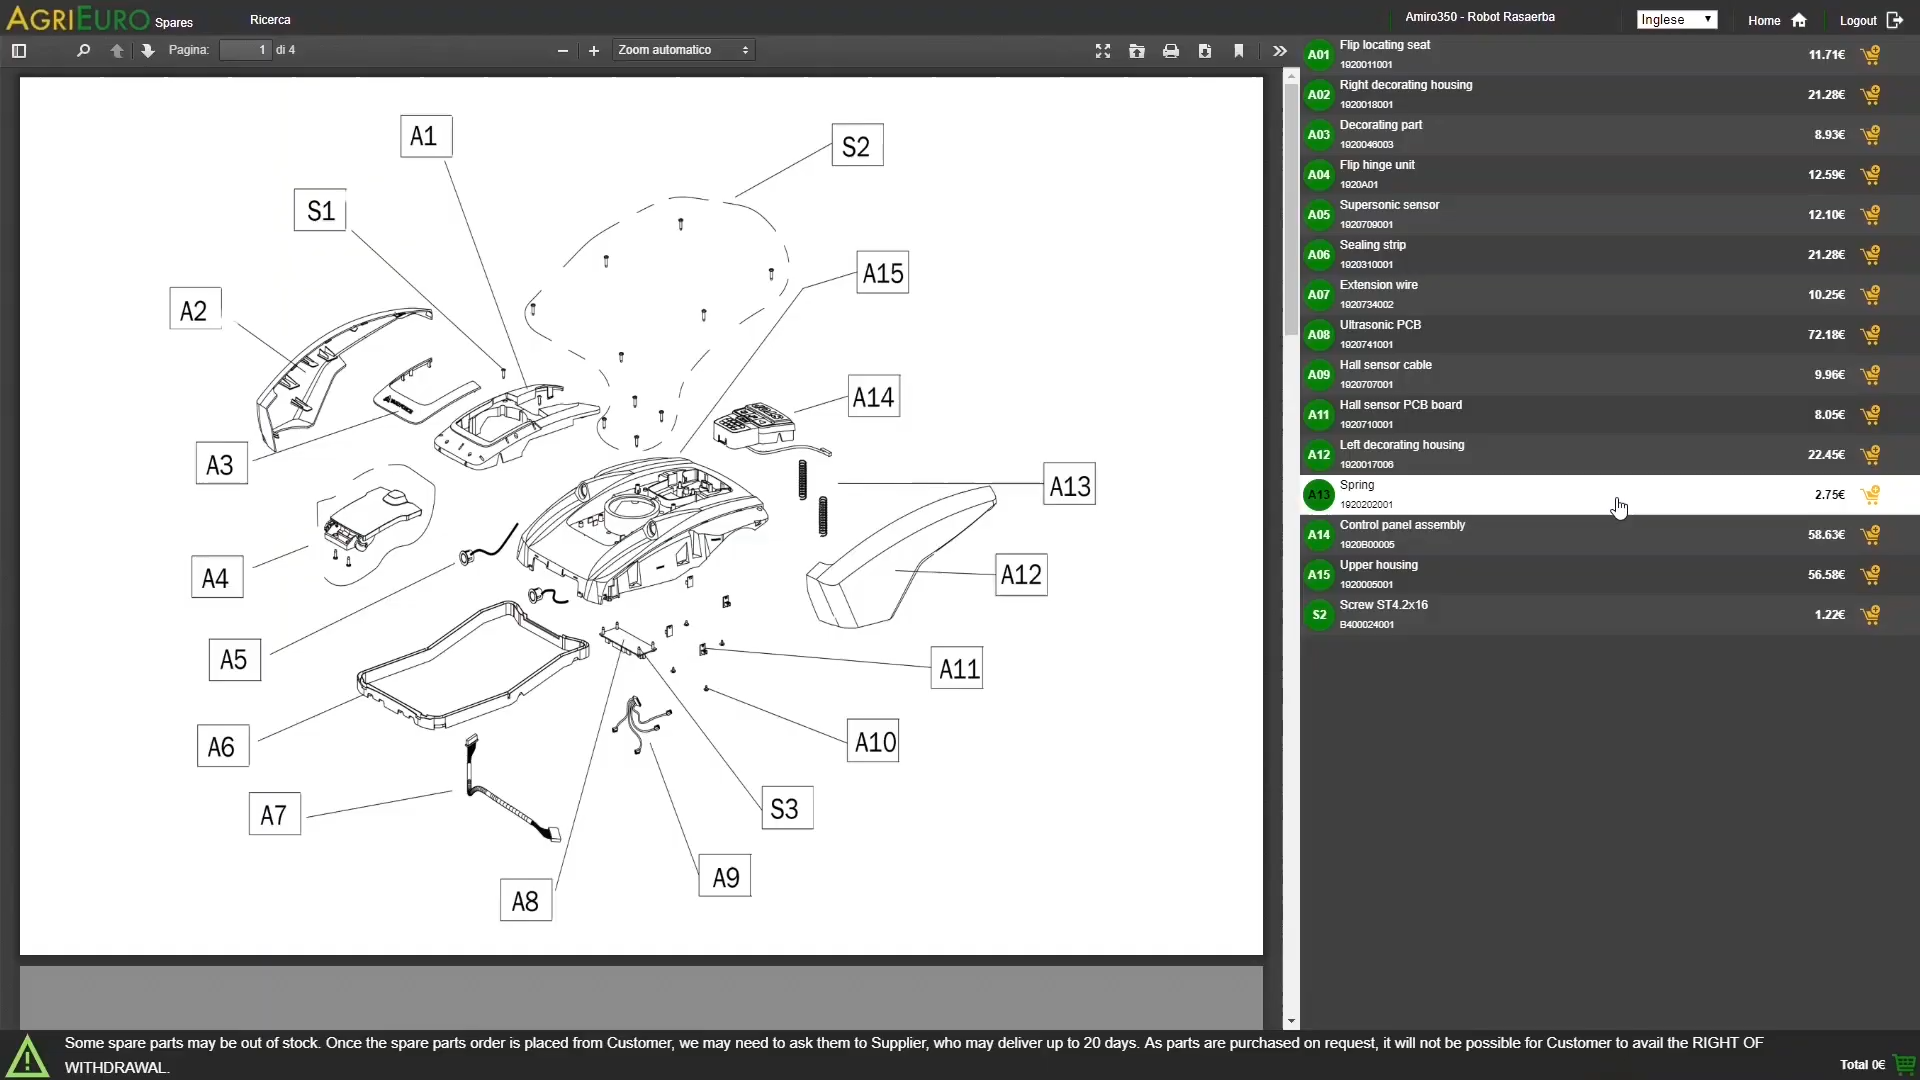 AGRIEURO Spares
Ricerca
Amiro350 - Robot Rasaerba
Inglese
Home
Logout
Pagina: 1 di 4
Zoom automatico
A1
S2
S1
A15
A2
A14
A3
A13
A4
A12
A5
A11
A6
A10
A7
S3
A9
A8
A01 Flip locating seat 11.71€
1920011001
A02 Right decorating housing 21.28€
1920018001
A03 Decorating part 8.93€
1920046003
A04 Flip hinge unit 12.59€
1920A01
A05 Supersonic sensor 12.10€
1920709001
A06 Sealing strip 21.28€
1920310001
A07 Extension wire 10.25€
1920734002
A08 Ultrasonic PCB 72.18€
1920741001
A09 Hall sensor cable 9.96€
1920707001
A11 Hall sensor PCB board 8.05€
1920710001
A12 Left decorating housing 22.45€
1920017006
A13 Spring 2.75€
1920202001
A14 Control panel assembly 58.63€
1920B00005
A15 Upper housing 56.58€
1920005001
S2 Screw ST4.2x16 1.22€
B400024001
Some spare parts may be out of stock. Once the spare parts order is placed from Customer, we may need to ask them to Supplier, who may deliver up to 20 days. As parts are purchased on request, it will not be possible for Customer to avail the RIGHT OF
WITHDRAWAL.
Total 0€